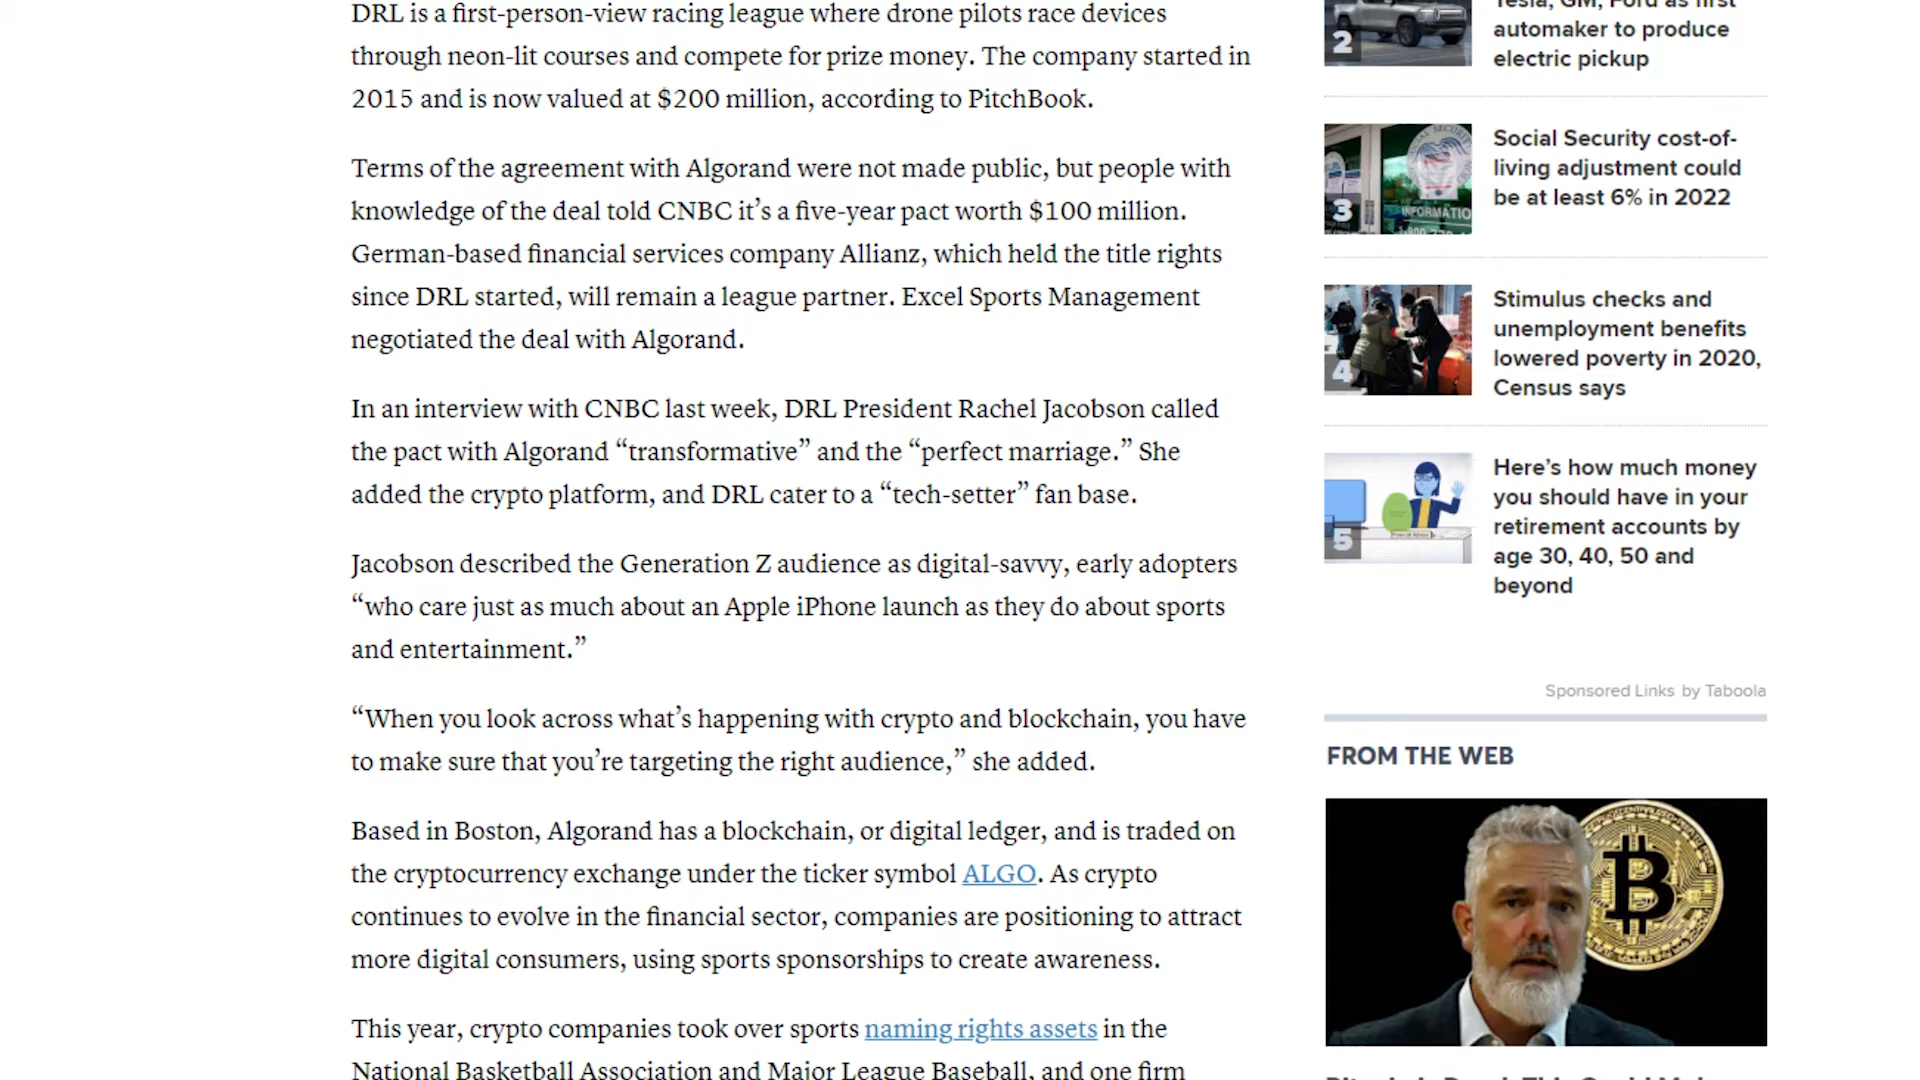 DRL is a first-person-view racing league where drone pilots race devices
through neon-lit courses and compete for prize money. The company started in
2015 and is now valued at $200 million, according to PitchBook.
Terms of the agreement with Algorand were not made public, but people with
knowledge of the deal told CNBC it’s a five-year pact worth $100 million.
German-based financial services company Allianz, which held the title rights
since DRL started, will remain a league partner. Excel Sports Management
negotiated the deal with Algorand.
In an interview with CNBC last week, DRL President Rachel Jacobson called
the pact with Algorand “transformative” and the “perfect marriage.” She
added the crypto platform, and DRL cater to a “tech-setter” fan base.
Jacobson described the Generation Z audience as digital-savvy, early adopters
“who care just as much about an Apple iPhone launch as they do about sports
and entertainment.”
“When you look across what’s happening with crypto and blockchain, you have
to make sure that you’re targeting the right audience,” she added.
Based in Boston, Algorand has a blockchain, or digital ledger, and is traded on
the cryptocurrency exchange under the ticker symbol ALGO. As crypto
continues to evolve in the financial sector, companies are positioning to attract
more digital consumers, using sports sponsorships to create awareness.
This year, crypto companies took over sports naming rights assets in the
National Basketball Association and Major League Baseball, and one firm
Tesla, GM, Ford as first
automaker to produce
electric pickup
2
Social Security cost-of-
living adjustment could
be at least 6% in 2022
3
INFORMATIO
Stimulus checks and
unemployment benefits
lowered poverty in 2020,
Census says
4
Here’s how much money
you should have in your
retirement accounts by
age 30, 40, 50 and
beyond
5
Sponsored Links by Taboola
FROM THE WEB